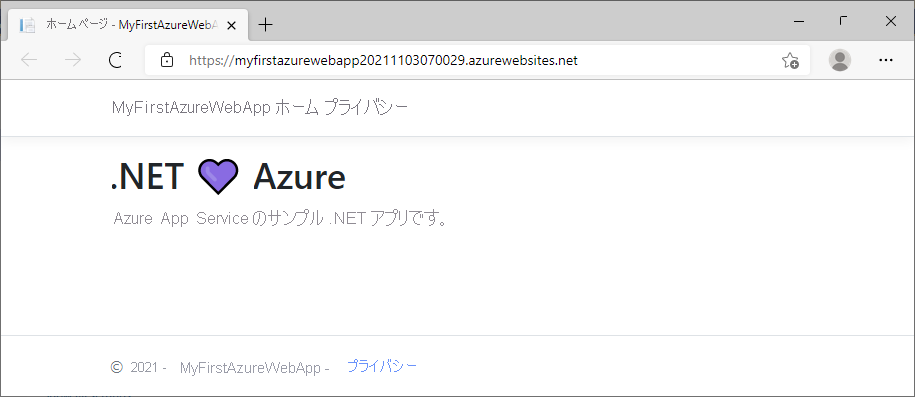 ホーム ページ - MyFirstAzureWebA
https://myfirstazurewebapp20211103070029.azurewebsites.net
MyFirstAzureWebApp ホーム プライバシー
.NET 💜 Azure
Azure App Service のサンプル .NET アプリです。
© 2021 - MyFirstAzureWebApp - プライバシー